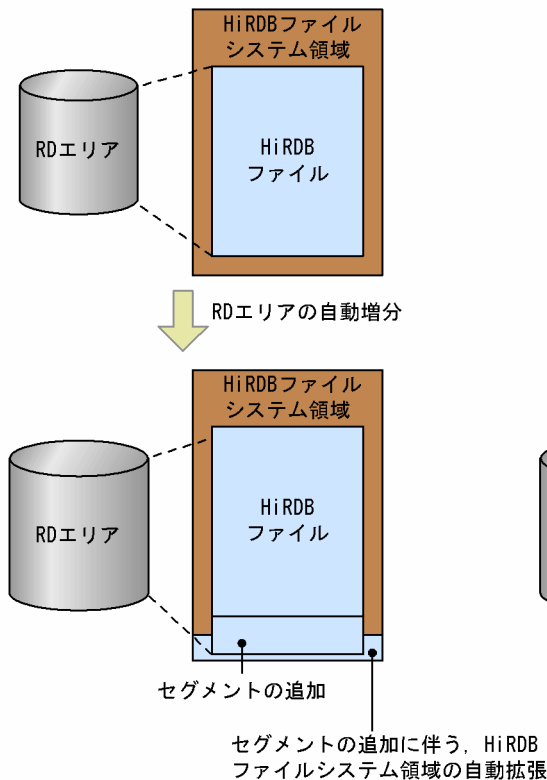 HiRDBファイル
システム領域
RDエリア
HiRDB
ファイル
RDエリアの自動増分
HiRDBファイル
システム領域
RDエリア
HiRDB
ファイル
セグメントの追加
セグメントの追加に伴う，HiRDB
ファイルシステム領域の自動拡張